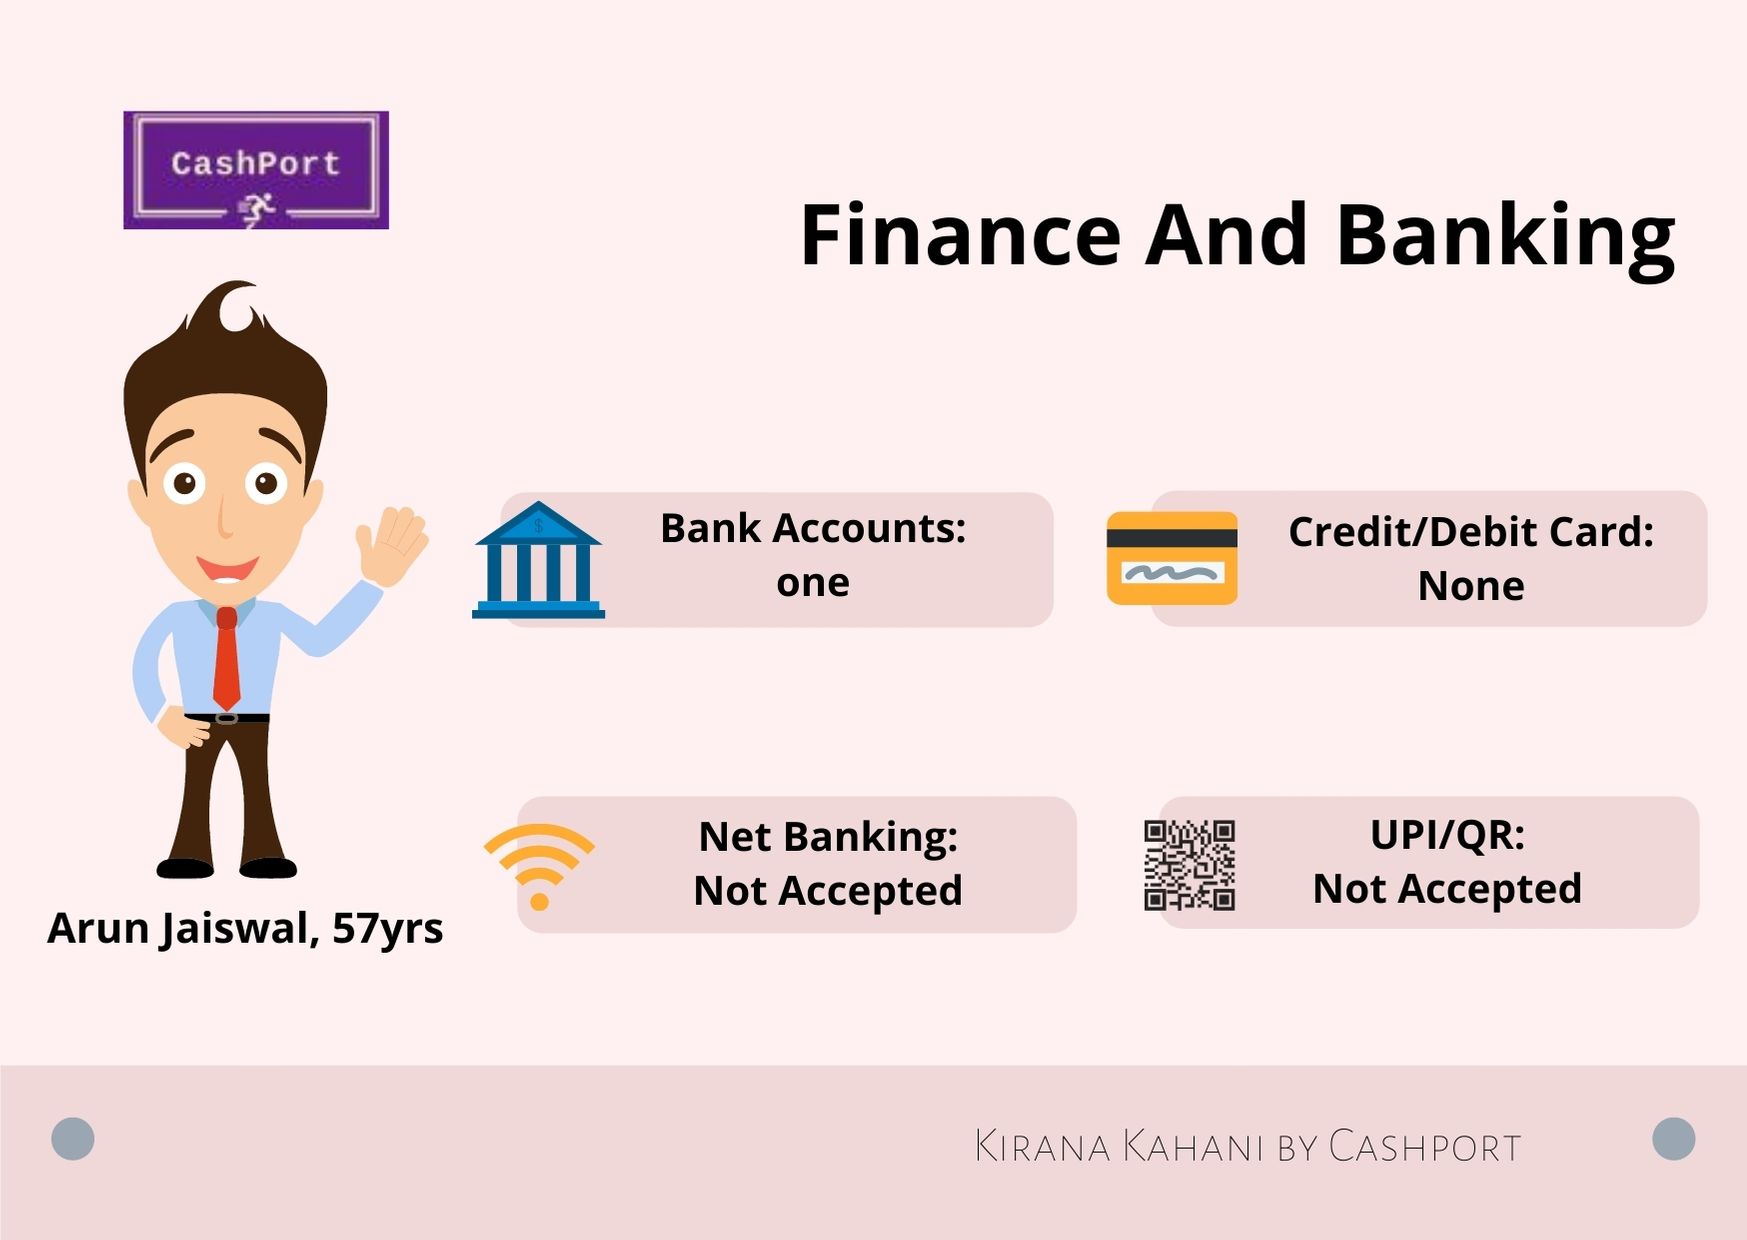 CashPort
Finance And Banking
Bank Accounts:
one
Credit/Debit Card:
None
Net Banking:
Not Accepted
UPI/QR:
Not Accepted
Arun Jaiswal, 57yrs
Kirana Kahani by Cashport